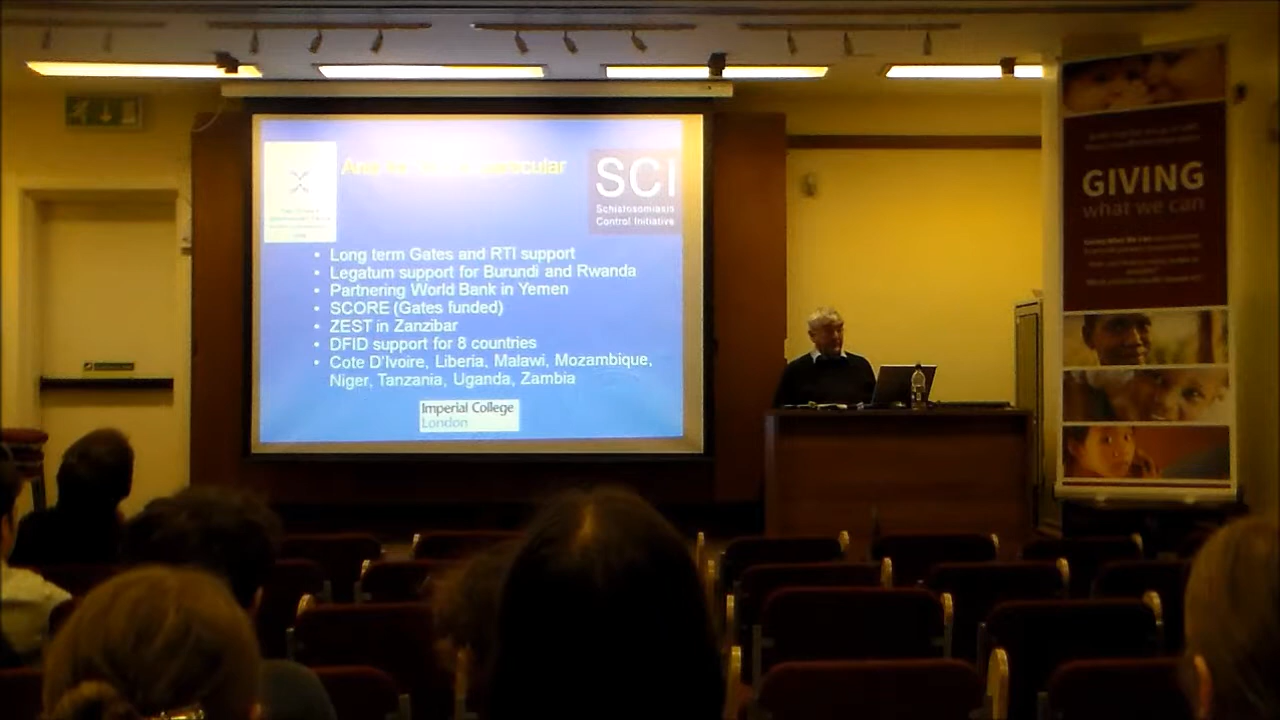 SCI
Schistosomiasis
Control Initiative
• Long term Gates and RTI support
• Legatum support for Burundi and Rwanda
• Partnering World Bank in Yemen
• SCORE (Gates funded)
• ZEST in Zanzibar
• DFID support for 8 countries
• Cote D'Ivoire, Liberia, Malawi, Mozambique,
Niger, Tanzania, Uganda, Zambia
Imperial College
London
GIVING
what we can